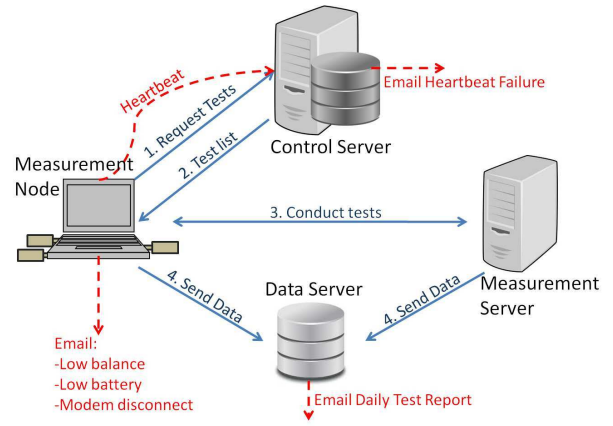 Heartbeat
Email Heartbeat Failure
1. Request Tests
2. Test list
Control Server
Measurement
Node
3. Conduct tests
4. Send Data
Data Server
4. Send Data
Measurement
Server
Email:
-Low balance
-Low battery
-Modem disconnect
Email Daily Test Report